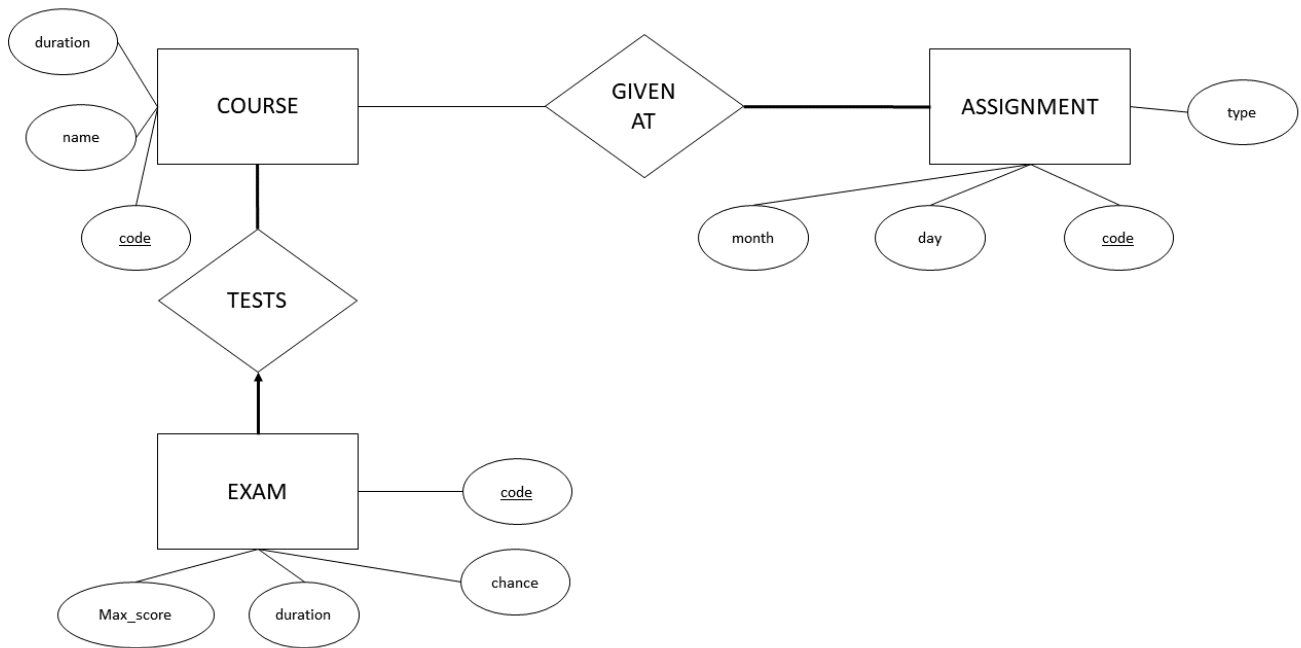 duration
COURSE
GIVEN
AT
ASSIGNMENT
type
name
code
month
day
code
TESTS
EXAM
code
chance
Max_score
duration